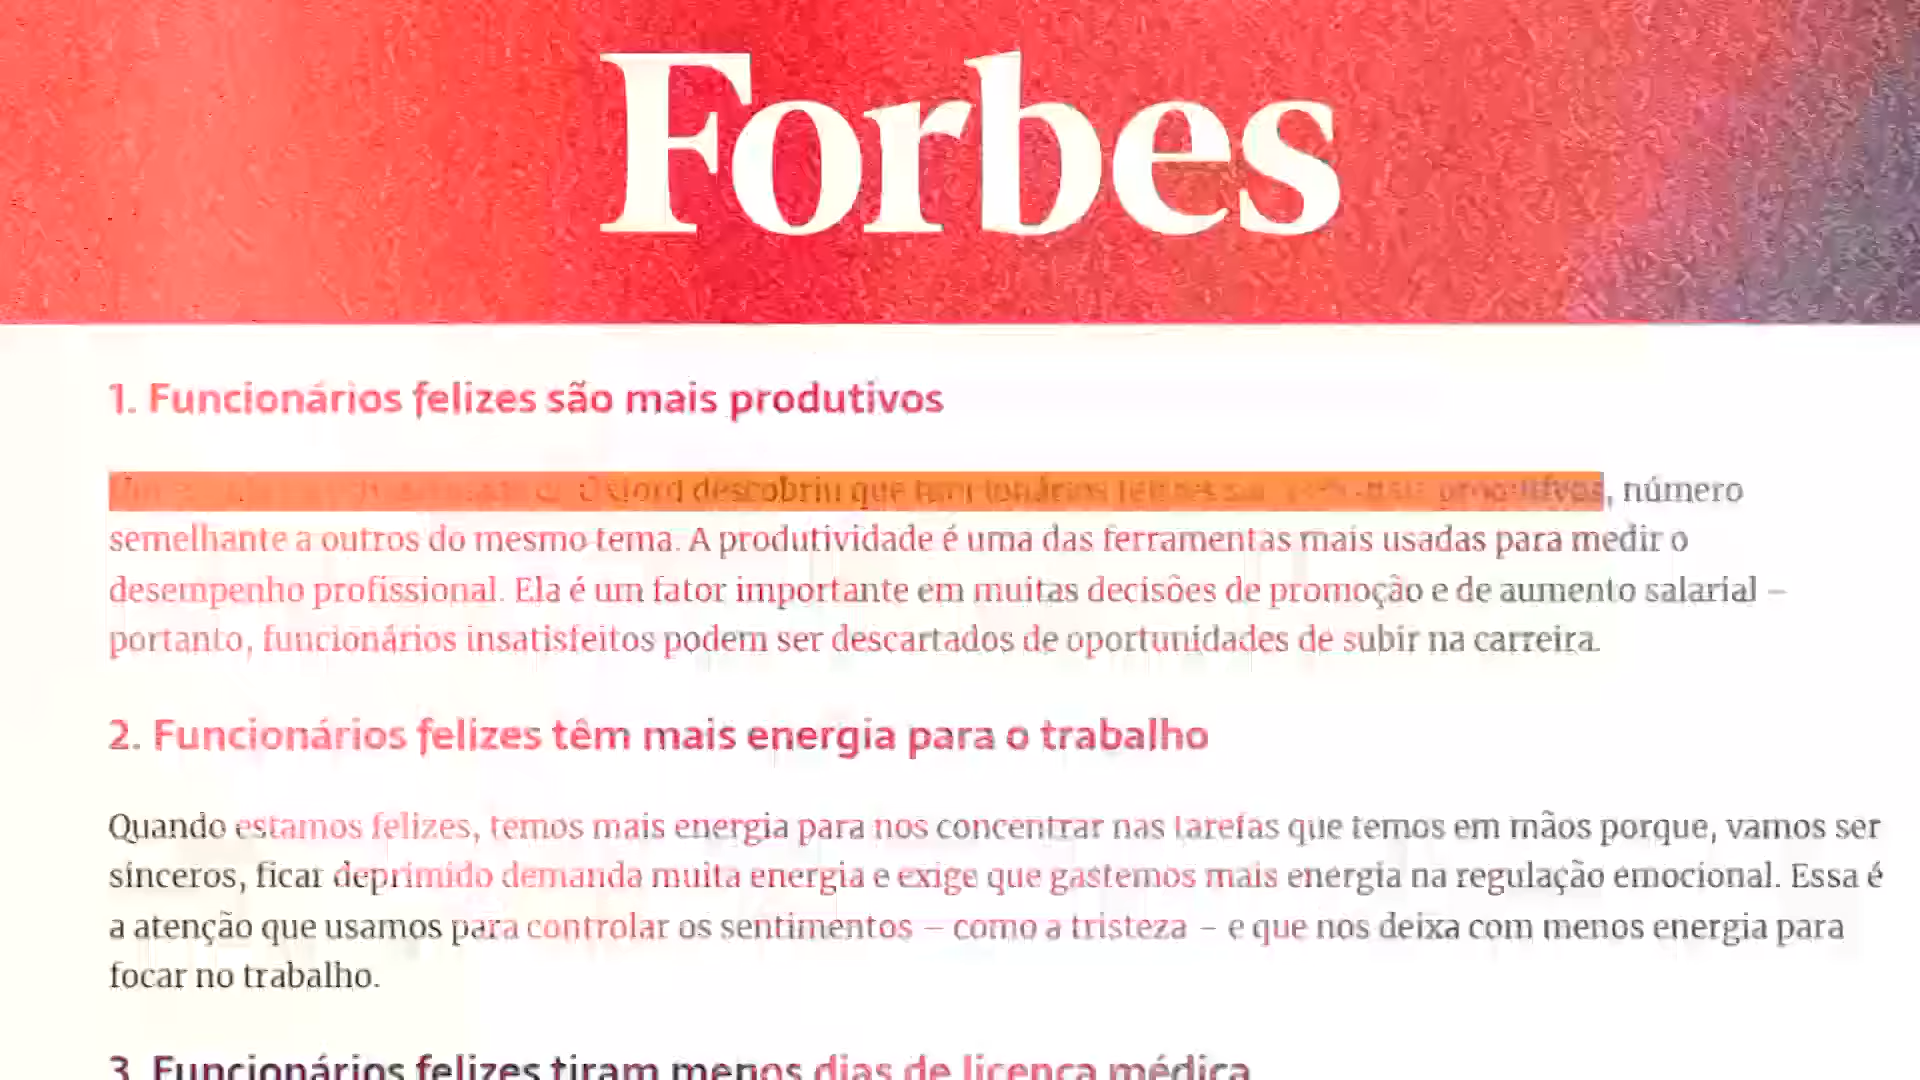 Forbes
1. Funcionários felizes são mais produtivos
descobriu que funcionários felizes produtivos, número
semelhante a outros do mesmo tema. A produtividade é uma das ferramentas mais usadas para medir o
desempenho profissional. Ela é um fator importante em muitas decisões de promoção e de aumento salarial –
portanto, funcionários insatisfeitos podem ser descartados de oportunidades de subir na carreira.
2. Funcionários felizes têm mais energia para o trabalho
Quando estamos felizes, temos mais energia para nos concentrar nas tarefas que temos em mãos porque, vamos ser
sinceros, ficar deprimido demanda muita energia e exige que gastemos mais energia na regulação emocional. Essa é
a atenção que usamos para controlar os sentimentos – como a tristeza – e que nos deixa com menos energia para
focar no trabalho.
3. Funcionários felizes tiram menos dias de licença médica